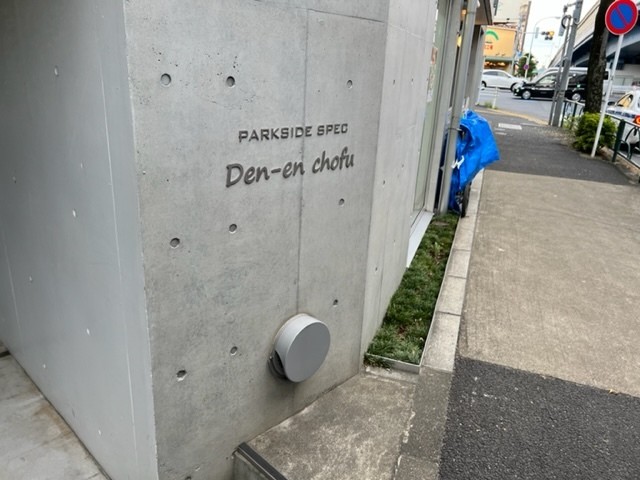 PARKSIDE SPEC
Den-en chofu